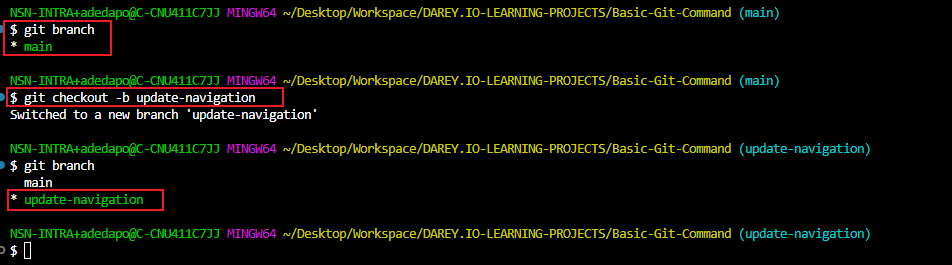 NSN-INTRA+adedapo@C-CNU411C7JJ MINGW64 ~/Desktop/Workspace/DAREY.IO-LEARNING-PROJECTS/Basic-Git-Command (main)
$ git branch
* main
NSN-INTRA+adedapo@C-CNU411C7JJ MINGW64 ~/Desktop/Workspace/DAREY.IO-LEARNING-PROJECTS/Basic-Git-Command (main)
$ git checkout -b update-navigation
Switched to a new branch 'update-navigation'
NSN-INTRA+adedapo@C-CNU411C7JJ MINGW64 ~/Desktop/Workspace/DAREY.IO-LEARNING-PROJECTS/Basic-Git-Command (update-navigation)
$ git branch
main
* update-navigation
NSN-INTRA+adedapo@C-CNU411C7JJ MINGW64 ~/Desktop/Workspace/DAREY.IO-LEARNING-PROJECTS/Basic-Git-Command (update-navigation)
$